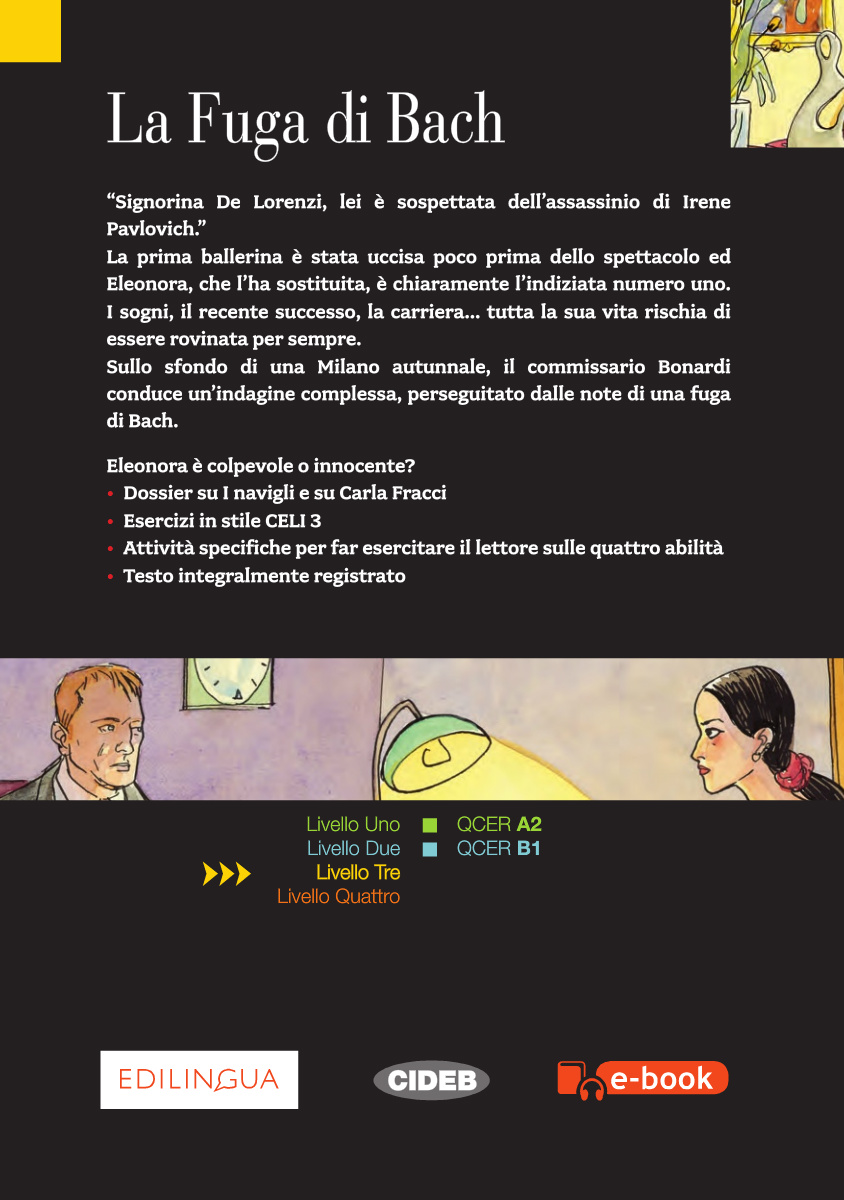 La Fuga di Bach
“Signorina De Lorenzi, lei è sospettata dell’assassinio di Irene
Pavlovich.”
La prima ballerina è stata uccisa poco prima dello spettacolo ed
Eleonora, che l’ha sostituita, è chiaramente l’indiziata numero uno.
I sogni, il recente successo, la carriera... tutta la sua vita rischia di
essere rovinata per sempre.
Sullo sfondo di una Milano autunnale, il commissario Bonardi
conduce un’indagine complessa, perseguitato dalle note di una fuga
di Bach.
Eleonora è colpevole o innocente?
• Dossier su I navigli e su Carla Fracci
• Esercizi in stile CELI 3
• Attività specifiche per far esercitare il lettore sulle quattro abilità
• Testo integralmente registrato
Livello Uno ■ QCER A2
Livello Due ■ QCER B1
Livello Tre
Livello Quattro
EDILINGUA
CIDEB
e-book